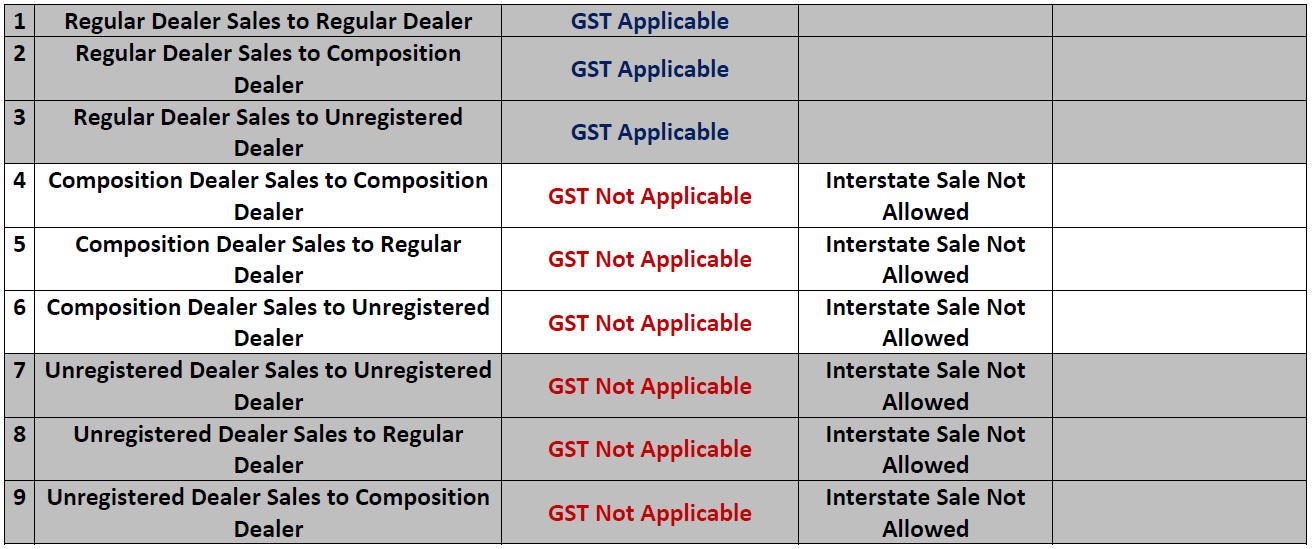 1 Regular Dealer Sales to Regular Dealer GST Applicable
2 Regular Dealer Sales to Composition
Dealer GST Applicable
3 Regular Dealer Sales to Unregistered
Dealer GST Applicable
4 Composition Dealer Sales to Composition
Dealer GST Not Applicable Interstate Sale Not
Allowed
5 Composition Dealer Sales to Regular
Dealer GST Not Applicable Interstate Sale Not
Allowed
6 Composition Dealer Sales to Unregistered
Dealer GST Not Applicable Interstate Sale Not
Allowed
7 Unregistered Dealer Sales to Unregistered
Dealer GST Not Applicable Interstate Sale Not
Allowed
8 Unregistered Dealer Sales to Regular
Dealer GST Not Applicable Interstate Sale Not
Allowed
9 Unregistered Dealer Sales to Composition
Dealer GST Not Applicable Interstate Sale Not
Allowed